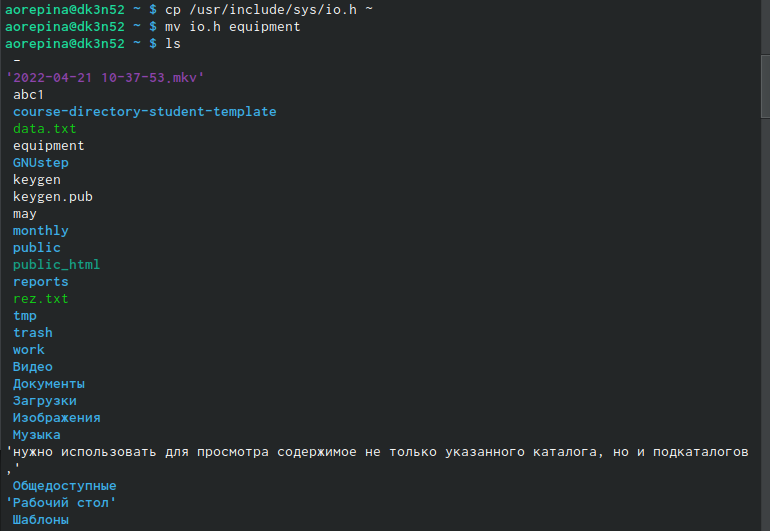 aorepina@dk3n52 ~ $ cp /usr/include/sys/io.h ~
aorepina@dk3n52 ~ $ mv io.h equipment
aorepina@dk3n52 ~ $ ls
-
'2022-04-21 10-37-53.mkv'
abc1
course-directory-student-template
data.txt
equipment
GNUstep
keygen
keygen.pub
may
monthly
public
public_html
reports
rez.txt
tmp
trash
work
Видео
Документы
Загрузки
Изображения
Музыка
'нужно использовать для просмотра содержимое не только указанного каталога, но и подкаталогов
,'
Общедоступные
'Рабочий стол'
Шаблоны